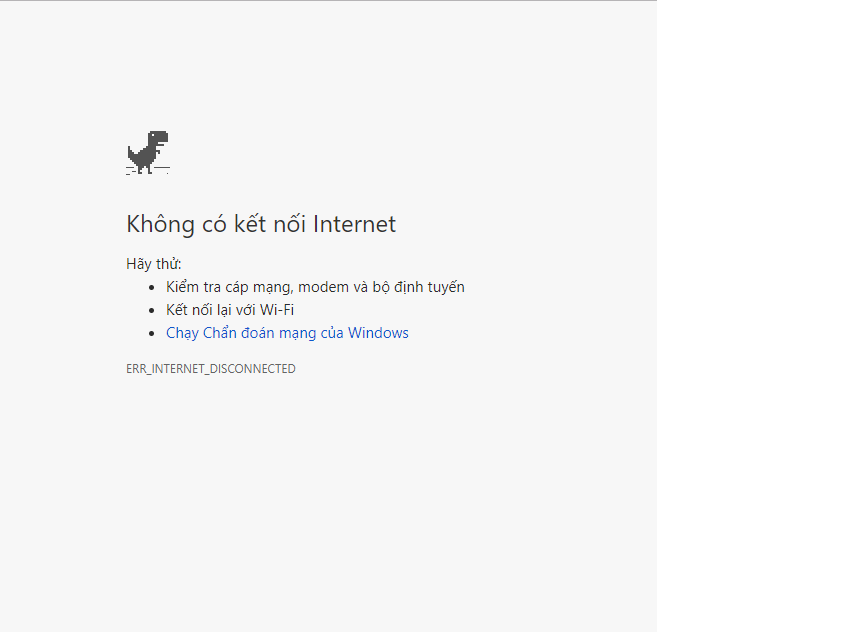 Không có kết nối Internet
Hãy thử:
Kiểm tra cáp mạng, modem và bộ định tuyến
Kết nối lại với Wi-Fi
Chạy Chẩn đoán mạng của Windows
ERR_INTERNET_DISCONNECTED